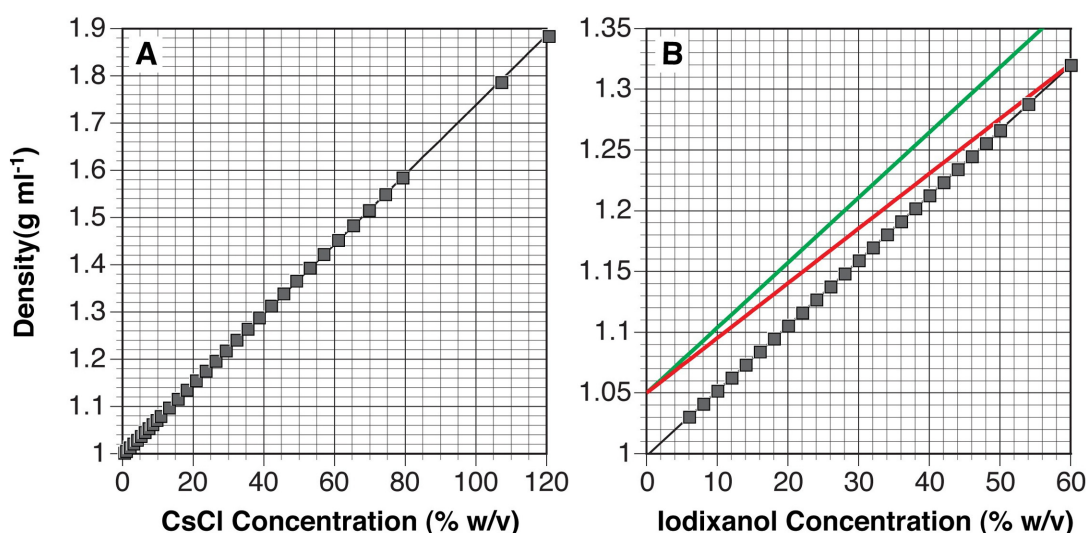 A
B
Density(g ml-1)
1.9
1.8
1.7
1.6
1.5
1.4
1.3
1.2
1.1
1
0 20 40 60 80 100 120
CsCl Concentration (% w/v)
1.35
1.3
1.25
1.2
1.15
1.1
1.05
1
0 10 20 30 40 50 60
Iodixanol Concentration (% w/v)